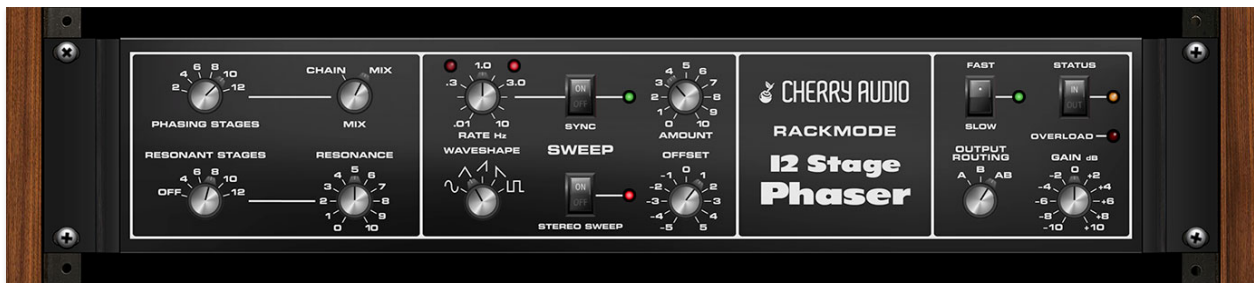 2 4 6 8 10 12
PHASING STAGES
CHAIN MIX
MIX
RESONANT STAGES
OFF 4 6 8 10 12
RESONANCE
0 1 2 3 4 5 6 7 8 9 10
.01 .3 1.0 3.0 10
RATE Hz
ON
OFF
SYNC
0 1 2 3 4 5 6 7 8 9 10
AMOUNT
WAVESHAPE
SWEEP
ON
OFF
STEREO SWEEP
OFFSET
-5 -4 -3 -2 -1 0 1 2 3 4 5
CHERRY AUDIO
RACKMODE
12 Stage
Phaser
FAST
SLOW
STATUS
IN
OUT
OVERLOAD
OUTPUT
ROUTING
A B AB
GAIN dB
-10 -8 -6 -4 -2 0 +2 +4 +6 +8 +10